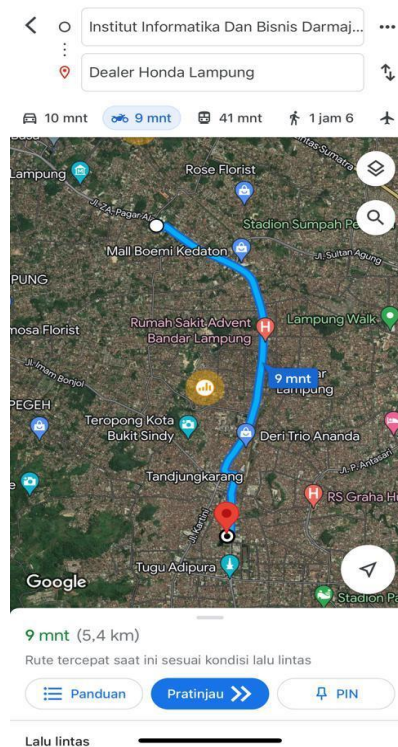 Institut Informatika Dan Bisnis Darmaj...
Dealer Honda Lampung
10 mnt
9 mnt
41 mnt
1 jam 6
Lampung
Rose Florist
Jl. ZA. Pagar Al
Stadion Sumpah Pe
Mall Boemi Kedaton
Jl. Sultan Agung
PUNG
Rumah Sakit Advent
Bandar Lampung
Lampung Walk
mosa Florist
Jl. Imam Bonjol
9 mnt
ar
Lampung
PEGEH
Teropong Kota
Bukit Sindy
Deri Trio Ananda
Jl. P. Antasari
Tandjungkarang
RS Graha Hu
Jl. Kartini
Tugu Adipura
Google
Stadion Pa
9 mnt (5,4 km)
Rute tercepat saat ini sesuai kondisi lalu lintas
Panduan
Pratinjau
PIN
Lalu lintas